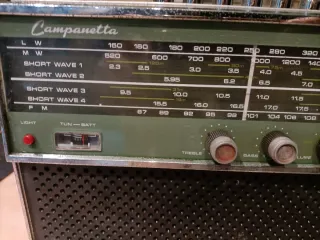 Campanetta
L W 150 160 180 200 220 250 280 320
M W 520 600 700 800 1000 1200 1400
SHORT WAVE 1 2.3 2.5 3.0 3.5 4.0 4.5
SHORT WAVE 2 5.95 6.2 6.5 7.0
SHORT WAVE 3 9.5 10.0 10.5 11.0 11.5
SHORT WAVE 4 15.5 16.0 16.5 17.0 17.5
F M 87 89 92 95 98 101 104 106 108
LIGHT TUN BATT
TREBLE BASS